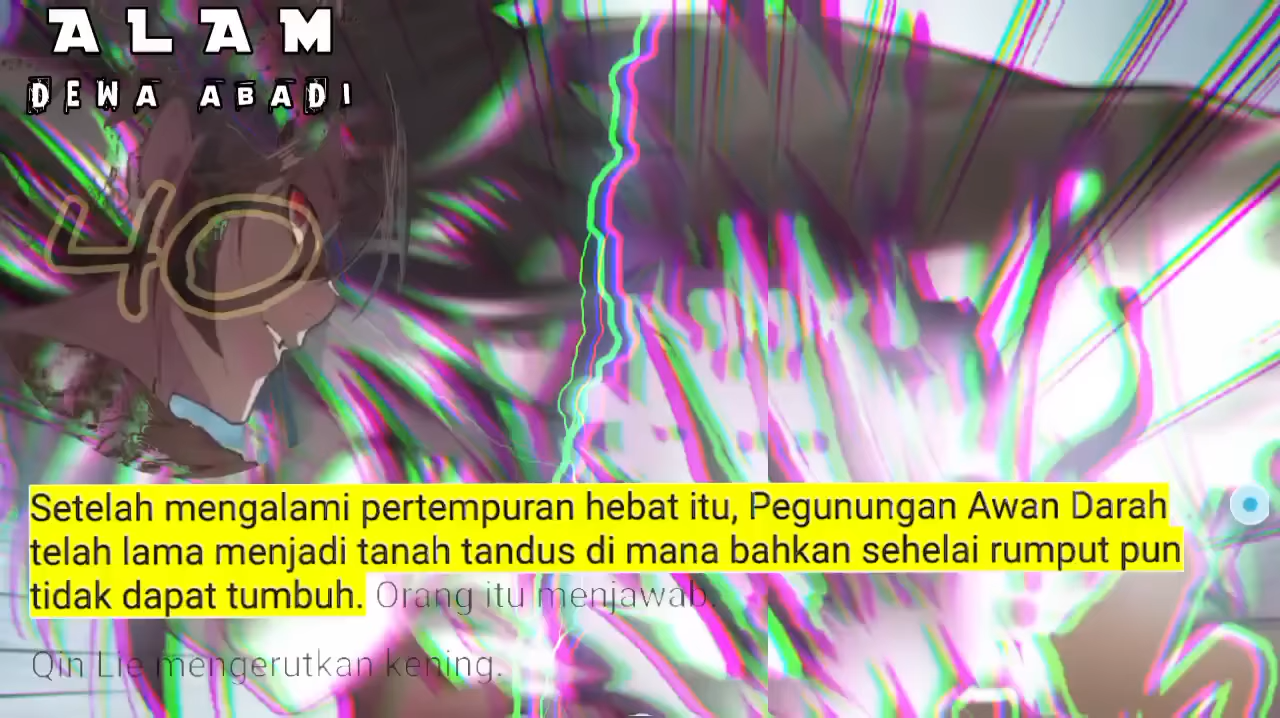 ALAM
DEWA ABADI
40
Setelah mengalami pertempuran hebat itu, Pegunungan Awan Darah
telah lama menjadi tanah tandus di mana bahkan sehelai rumput pun
tidak dapat tumbuh. Orang itu menjawab.
Qin Lie mengerutkan kening.